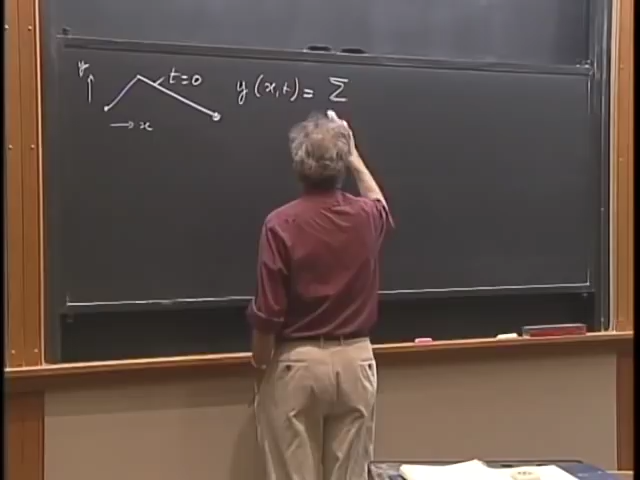 y
t=0
x
y(x,t) = Σ